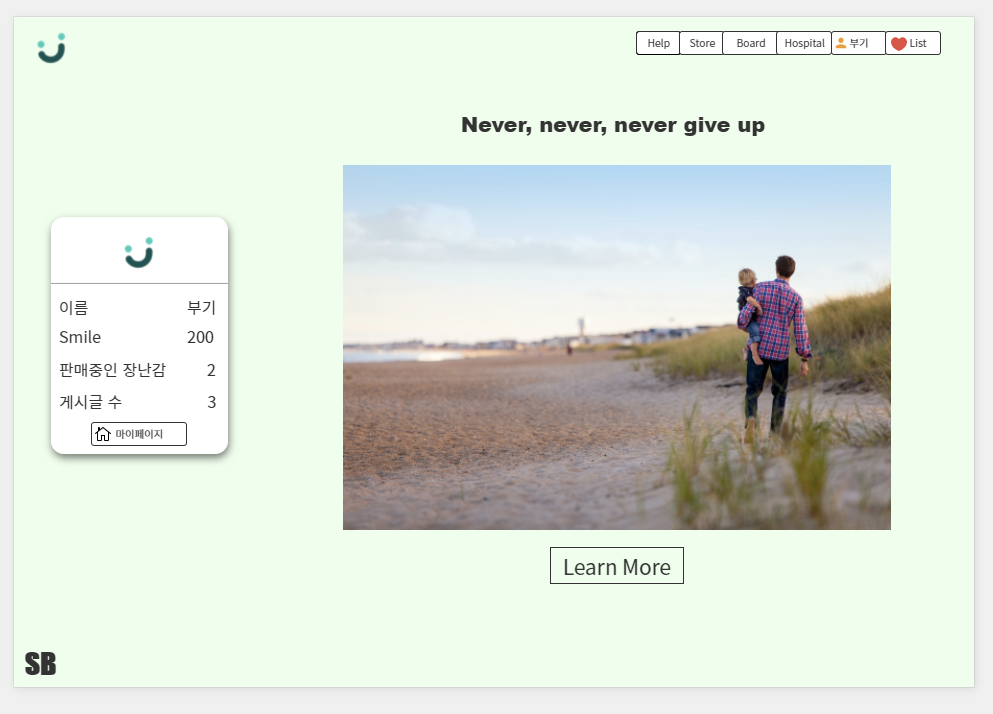 Help Store Board Hospital 부기 List
Never, never, never give up
이름 부기
Smile 200
판매중인 장난감 2
게시글 수 3
마이페이지
Learn More
SB